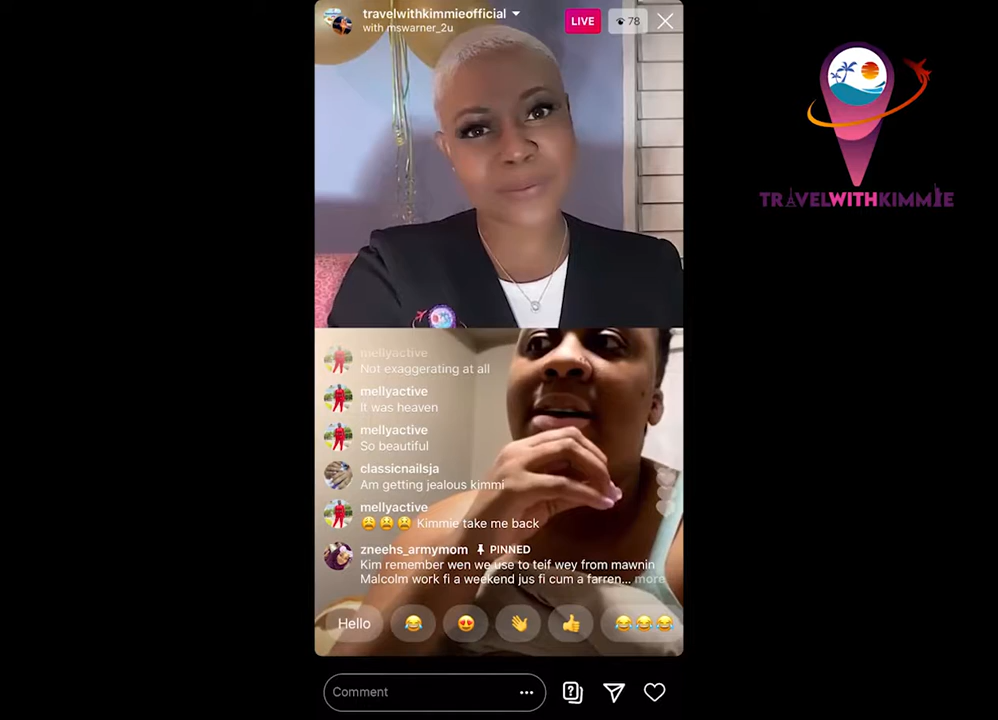 travelwithkimmieofficial
with mswarner_2u
LIVE
78
TRAVELWITHKIMMIE
mellyactive
Not exaggerating at all
mellyactive
It was heaven
mellyactive
So beautiful
classicnailsja
Am getting jealous kimmi
mellyactive
😩😫😫 Kimmie take me back
zneehs_armymom PINNED
Kim remember wen we use to teif wey from mawnin
Malcolm work fi a weekend jus fi cum a farren... more
Hello 😂 😍 👋 👍 😂😂😂
Comment